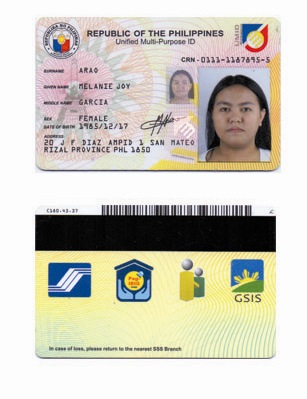 REPUBLIC OF THE PHILIPPINES
Unified Multi-Purpose ID
CRN-0111-1187895-5
SURNAME
ARAO
GIVEN NAME
MELANIE JOY
MIDDLE NAME
GARCIA
SEX
FEMALE
DATE OF BIRTH
1985/12/17
ADDRESS
20 J F DIAZ AMPID 1 SAN MATEO
RIZAL PROVINCE PHL 1850
C160.43.37
Pag-IBIG
GSIS
In case of loss, please return to the nearest SSS Branch